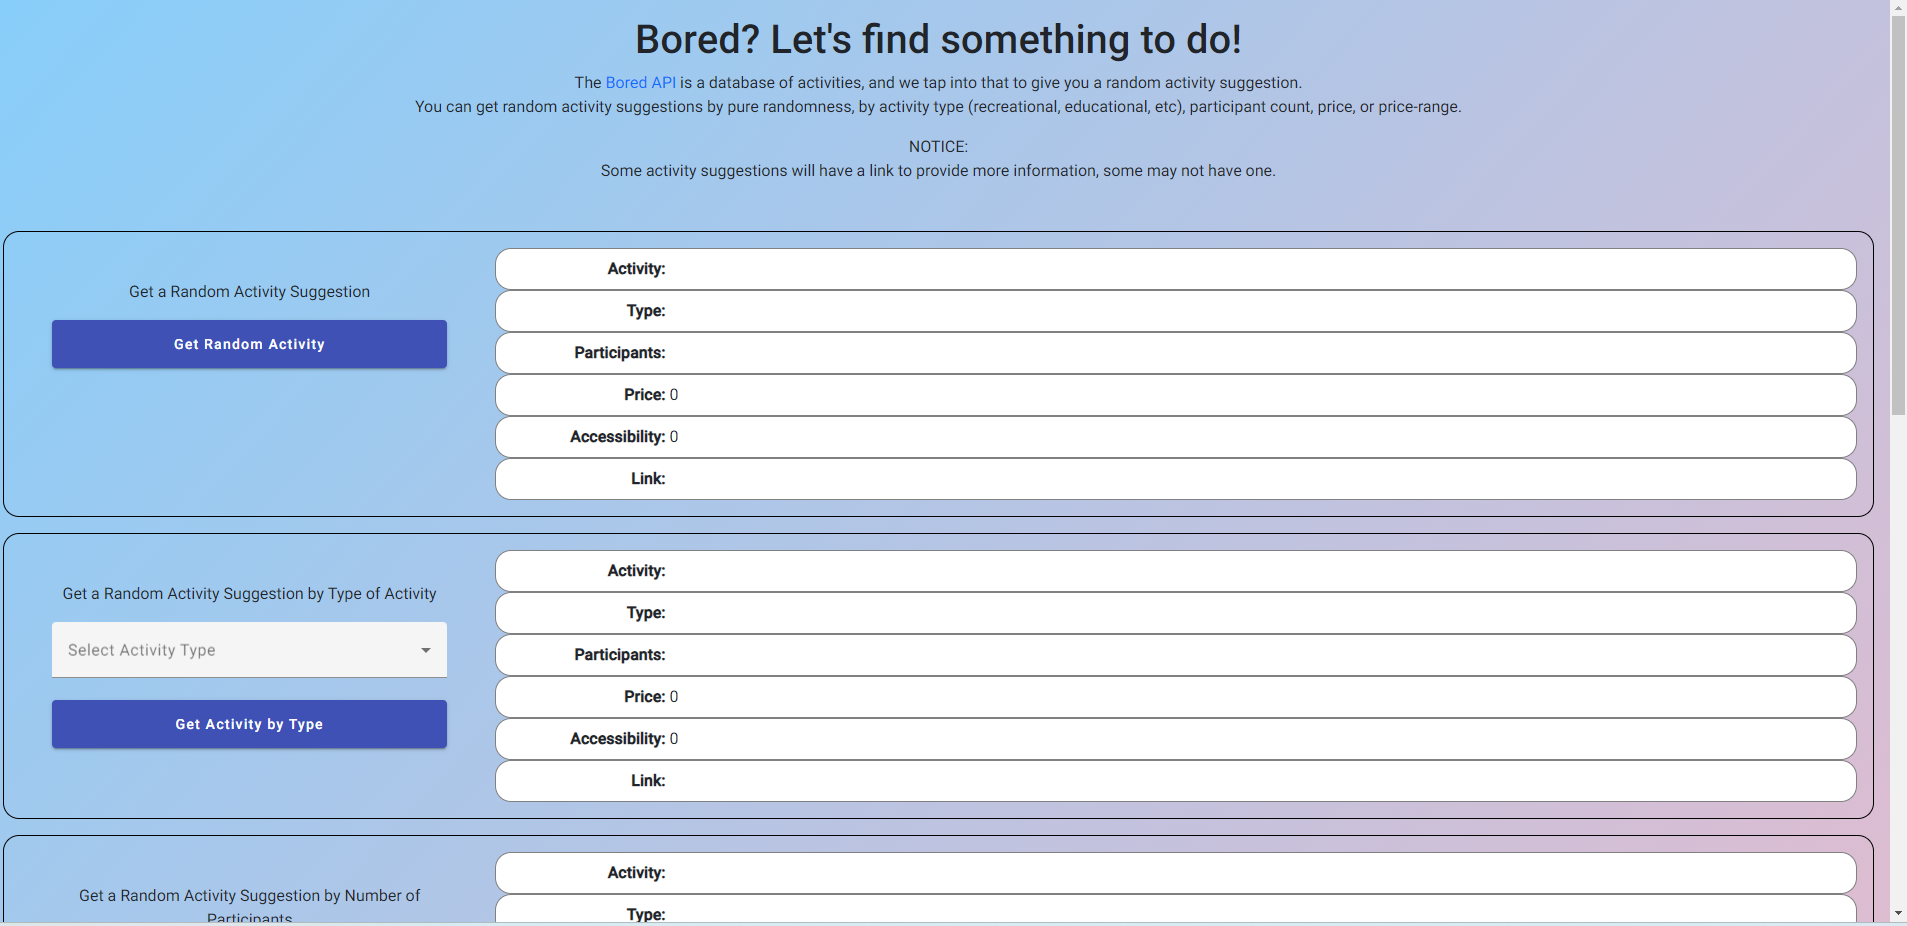 Bored? Let's find something to do!
The Bored API is a database of activities, and we tap into that to give you a random activity suggestion.
You can get random activity suggestions by pure randomness, by activity type (recreational, educational, etc), participant count, price, or price-range.
NOTICE:
Some activity suggestions will have a link to provide more information, some may not have one.
Get a Random Activity Suggestion
Get Random Activity
Activity:
Type:
Participants:
Price: 0
Accessibility: 0
Link:
Get a Random Activity Suggestion by Type of Activity
Select Activity Type
Get Activity by Type
Activity:
Type:
Participants:
Price: 0
Accessibility: 0
Link:
Get a Random Activity Suggestion by Number of
Participants
Activity:
Type: